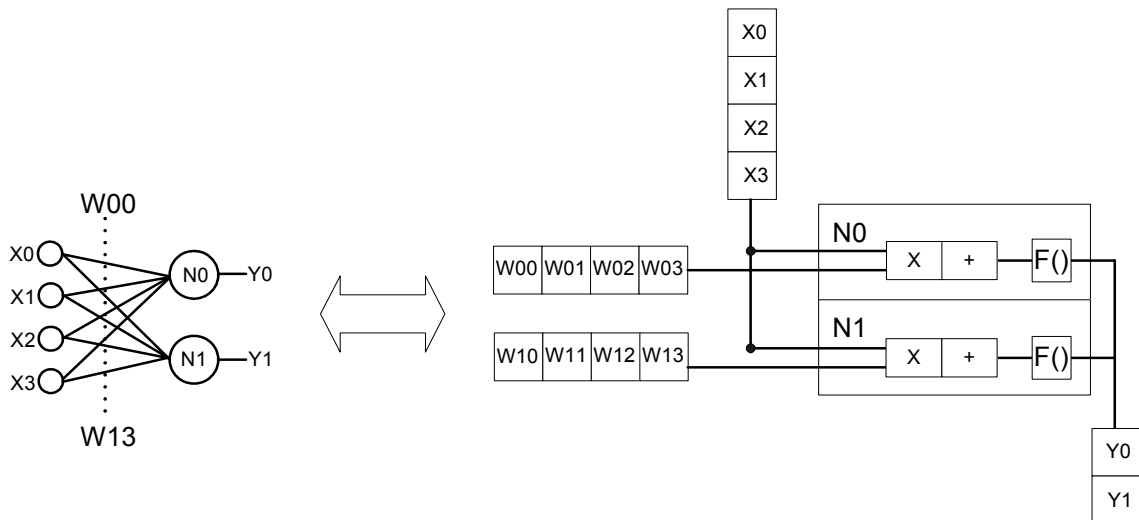 W00
X0
X1
X2
X3
N0
N1
Y0
Y1
W13
X0
X1
X2
X3
W00 W01 W02 W03
W10 W11 W12 W13
N0
X + F()
N1
X + F()
Y0
Y1